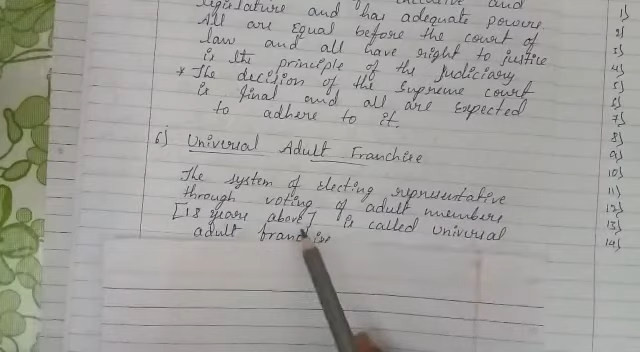 legislature and has adequate powers.
All are Equal before the court of
law and all have right to justice
is the principle of the judiciary
* The decision of the supreme court
is final and all are expected
to adhere to it.
6) Universal Adult Franchise
The system of electing representative
through voting of adult members
[18 years above] is called universal
adult franchise
1)
2)
3)
4)
5)
6)
7)
8)
9)
10)
11)
12)
13)
14)